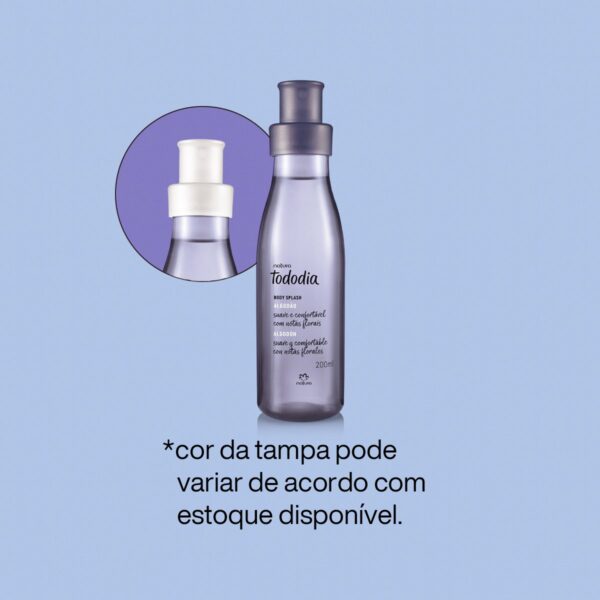 natura
tododia
BODY SPLASH
ALGODÃO
suave e confortável
com notas florais
ALGODÓN
suave y confortable
con notas florales
200ml
natura
*cor da tampa pode
variar de acordo com
estoque disponível.